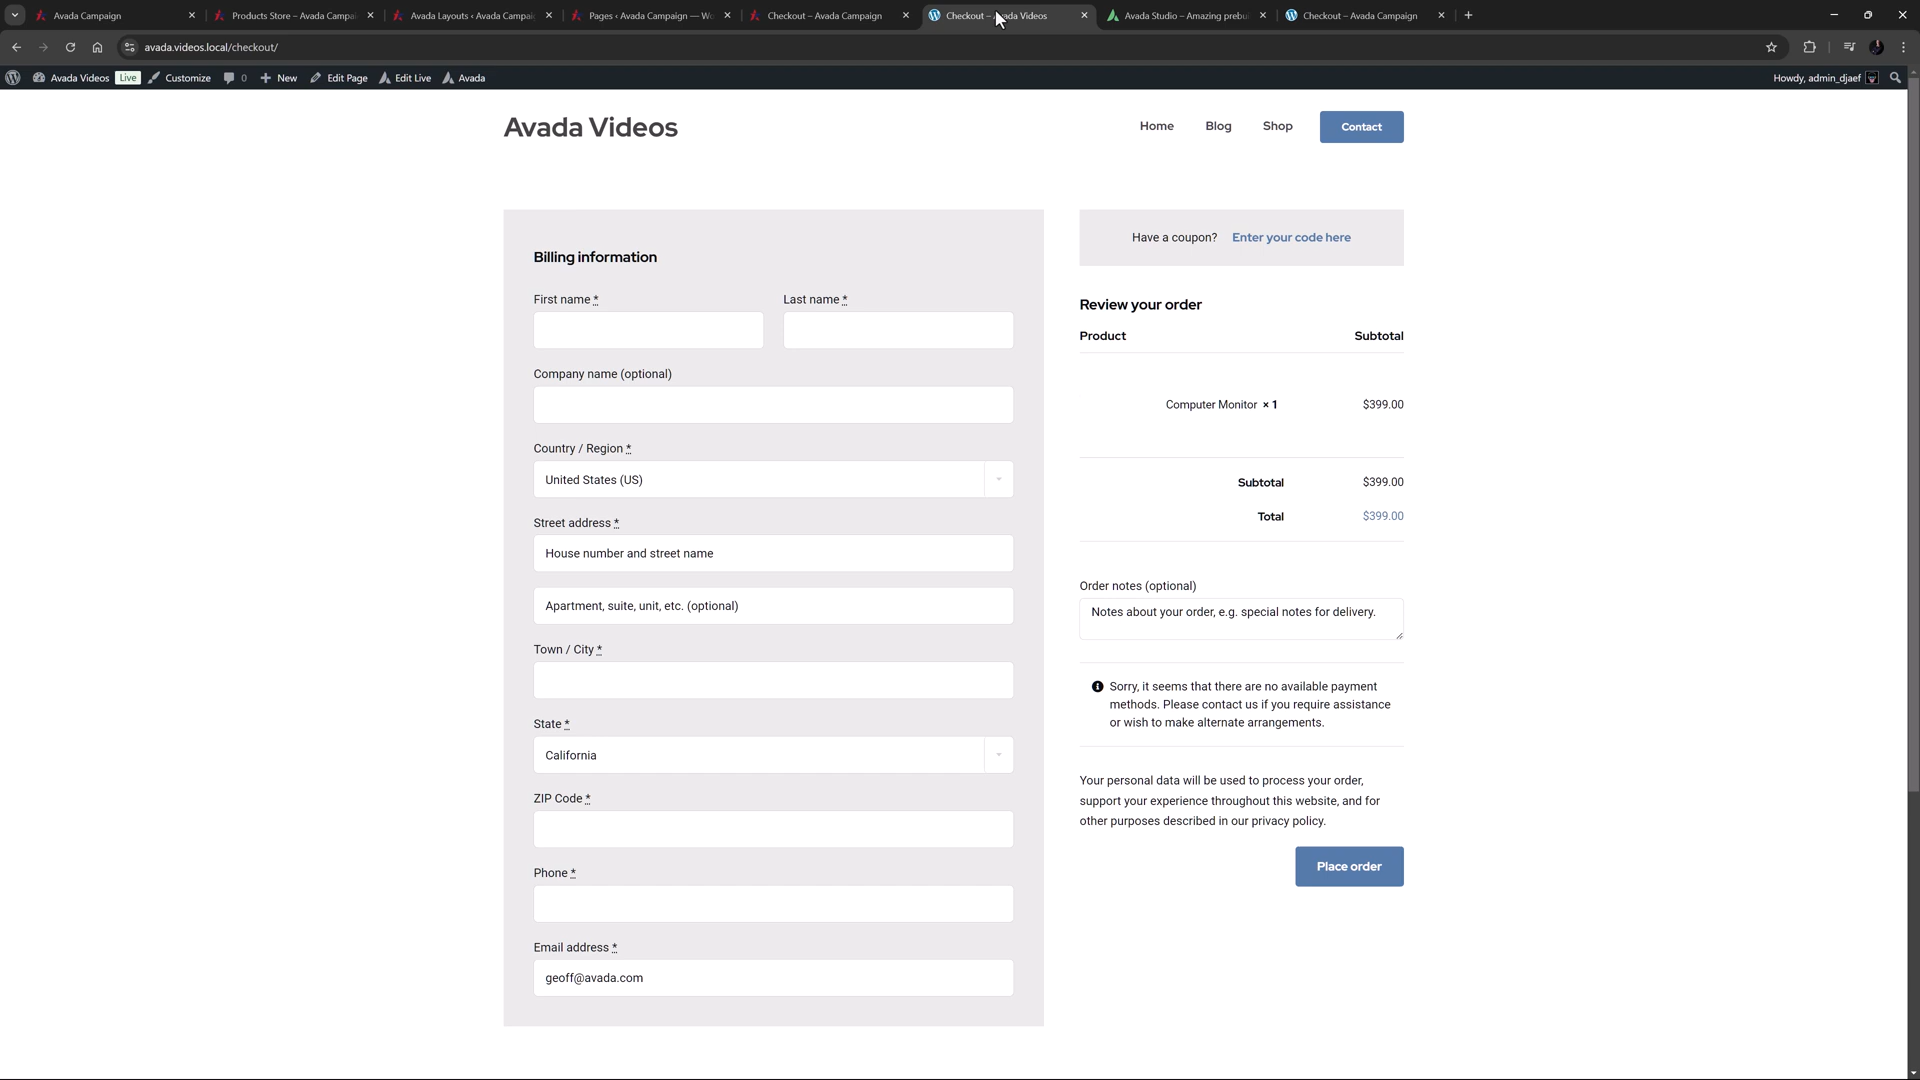 Avada Campaign
Products Store – Avada Campai
Avada Layouts ‹ Avada Campaig
Pages ‹ Avada Campaign — Wo
Checkout – Avada Campaign
Checkout – Avada Videos
Avada Studio – Amazing prebui
Checkout – Avada Campaign
avada.videos.local/checkout/
Avada Videos
Live
Customize
0
New
Edit Page
Edit Live
Avada
Howdy, admin_djaef
Avada Videos
Home
Blog
Shop
Contact
Billing information
First name *
Last name *
Company name (optional)
Country / Region *
United States (US)
Street address *
House number and street name
Apartment, suite, unit, etc. (optional)
Town / City *
State *
California
ZIP Code *
Phone *
Email address *
geoff@avada.com
Have a coupon? Enter your code here
Review your order
Product Subtotal
Computer Monitor × 1 $399.00
Subtotal $399.00
Total $399.00
Order notes (optional)
Notes about your order, e.g. special notes for delivery.
Sorry, it seems that there are no available payment
methods. Please contact us if you require assistance
or wish to make alternate arrangements.
Your personal data will be used to process your order,
support your experience throughout this website, and for
other purposes described in our privacy policy.
Place order